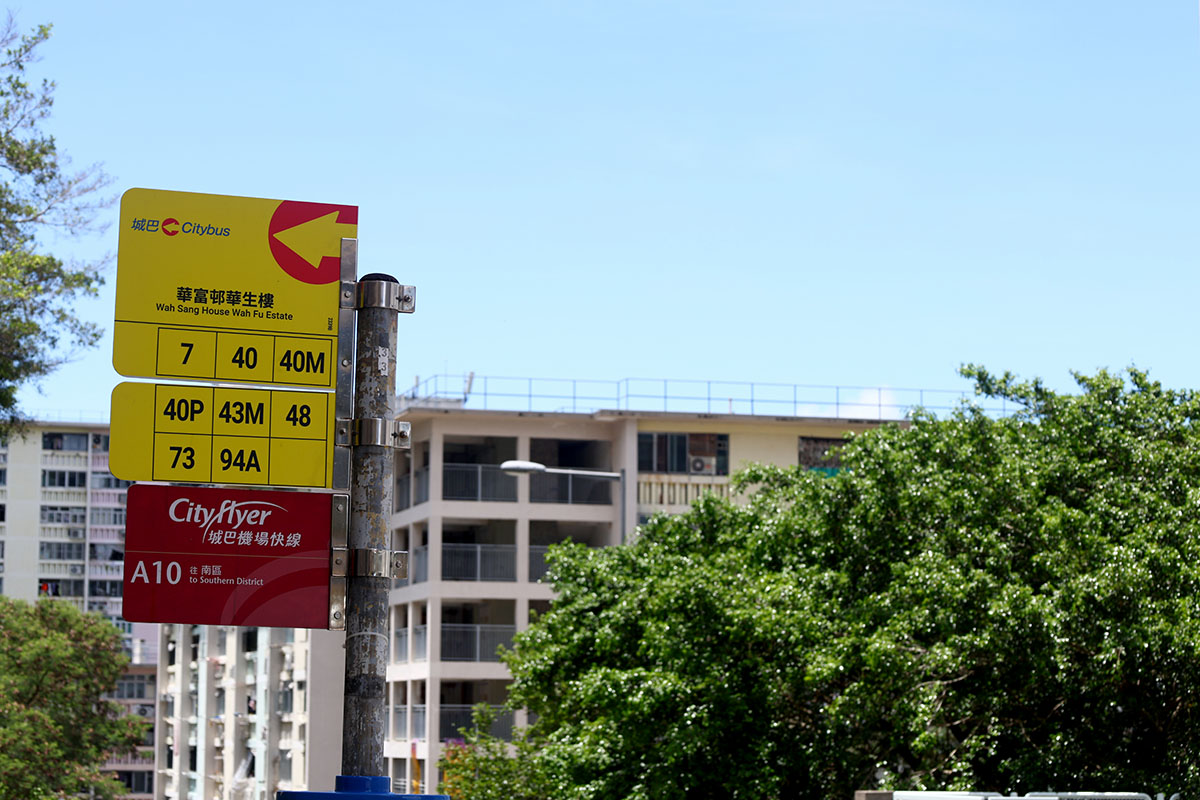 城巴 Citybus
華富邨華生樓
Wah Sang House Wah Fu Estate
7 40 40M
40P 43M 48
73 94A
Cityflyer
城巴機場快線
A10 往 南區
to Southern District